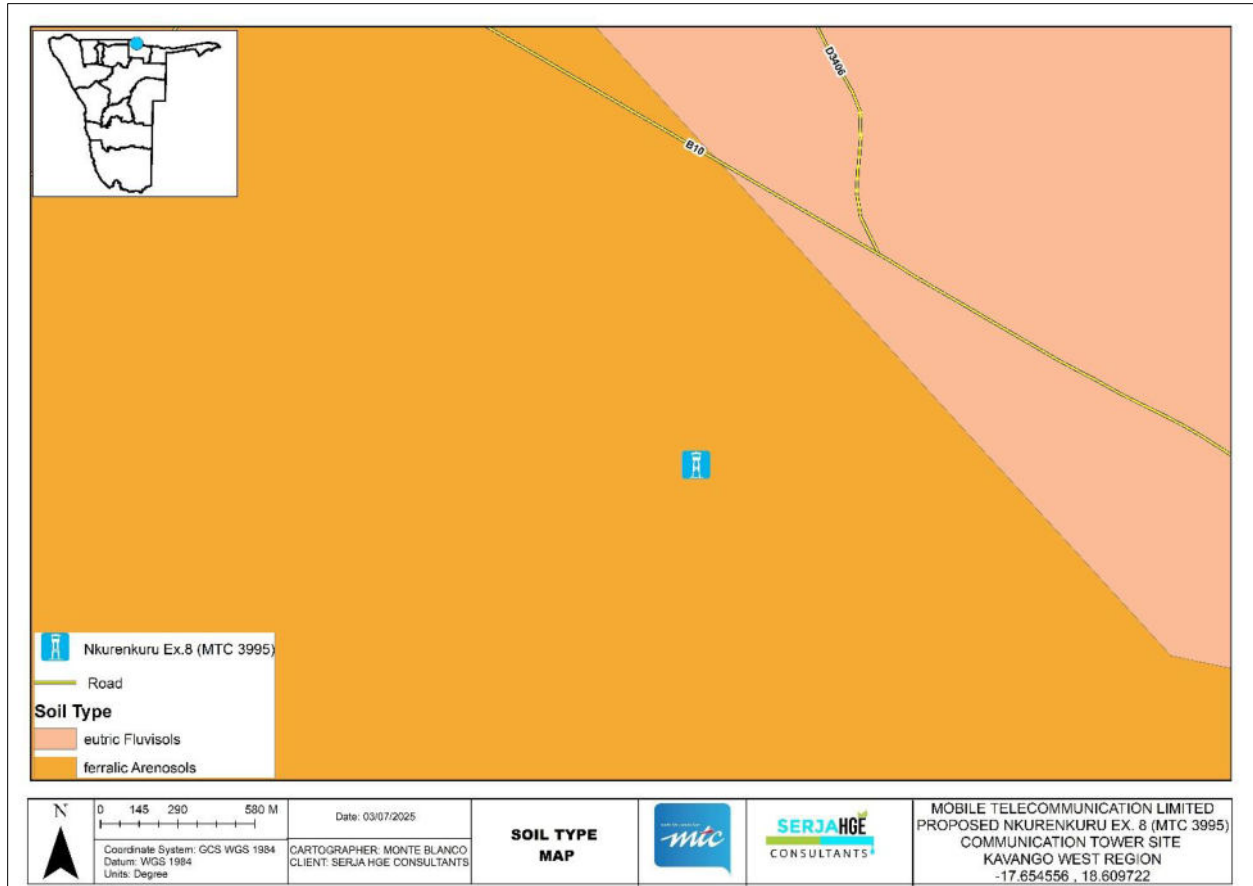 D3406
B10
Nkurenkuru Ex.8 (MTC 3995)
Road
Soil Type
eutric Fluvisols
ferralic Arenosols
N
0 145 290 580 M
Coordinate System: GCS WGS 1984
Datum: WGS 1984
Units: Degree
Date: 03/07/2025
CARTOGRAPHER: MONTE BLANCO
CLIENT: SERJA HGE CONSULTANTS
SOIL TYPE
MAP
mtc
SERJA HGE
CONSULTANTS
MOBILE TELECOMMUNICATION LIMITED
PROPOSED NKURENKURU EX. 8 (MTC 3995)
COMMUNICATION TOWER SITE
KAVANGO WEST REGION
-17.654556 , 18.609722